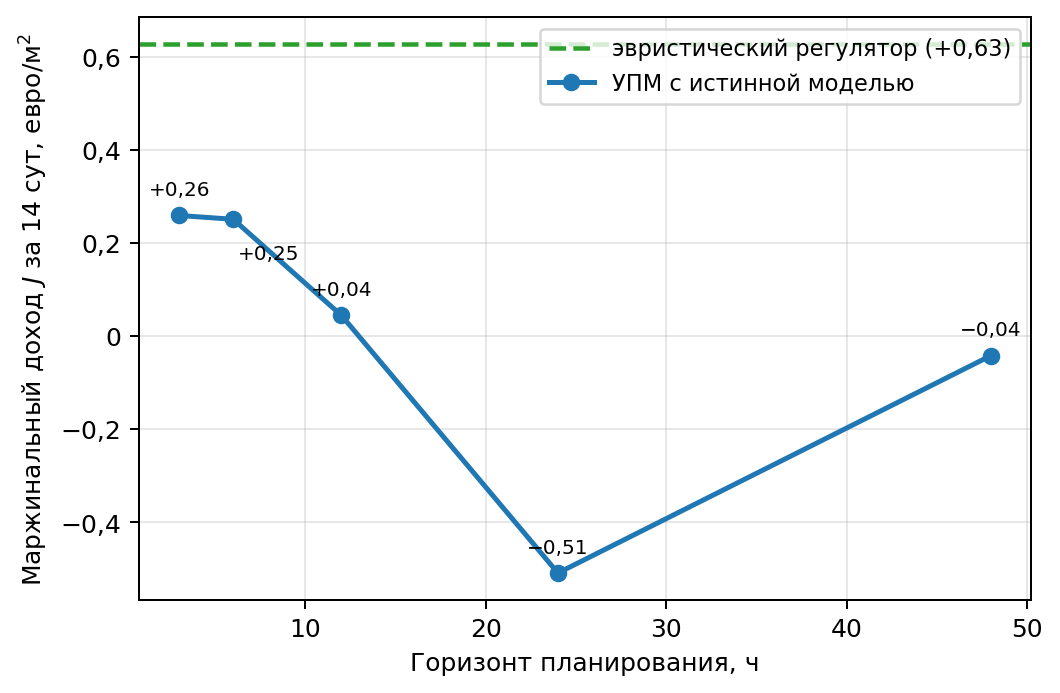 эвристический регулятор (+0,63)
УПМ с истинной моделью
Маржинальный доход J за 14 сут, евро/м²
0,6
0,4
0,2
0
−0,2
−0,4
+0,26
+0,25
+0,04
−0,51
−0,04
10 20 30 40 50
Горизонт планирования, ч